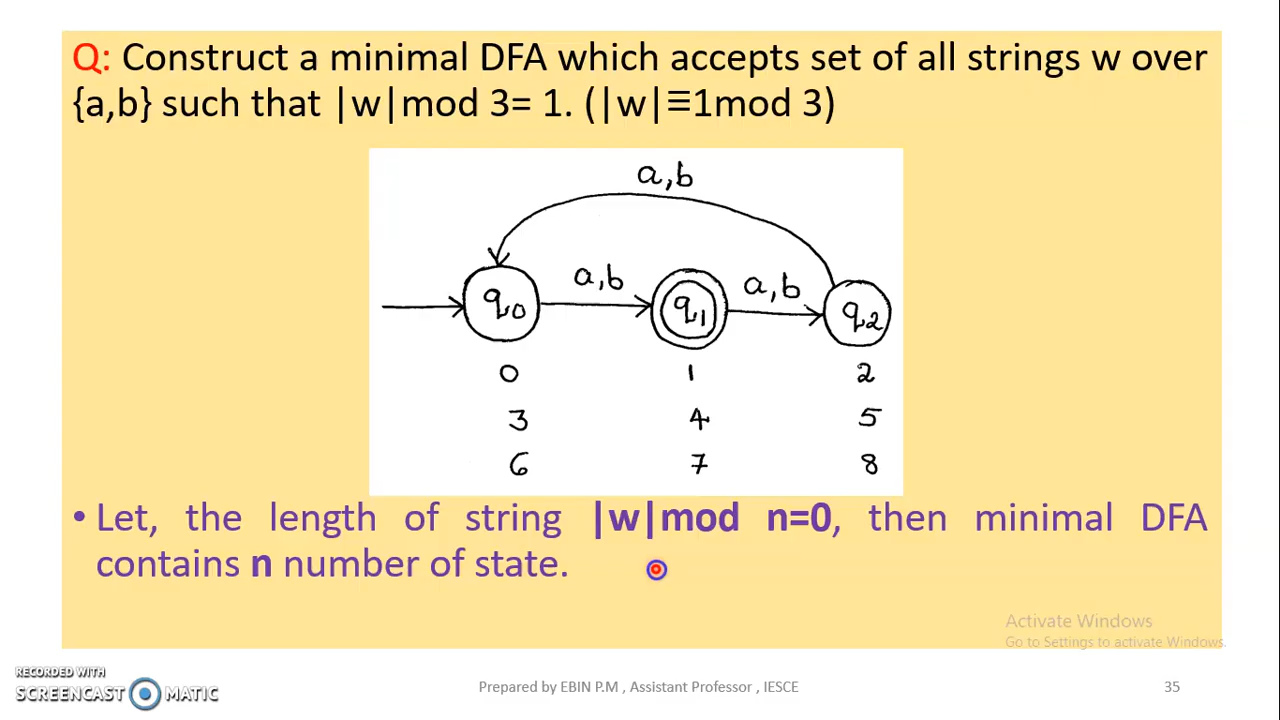 Q: Construct a minimal DFA which accepts set of all strings w over
{a,b} such that |w|mod 3= 1. (|w|≡1mod 3)
a,b
a,b
a,b
q0
q1
q2
0 1 2
3 4 5
6 7 8
• Let, the length of string |w|mod n=0, then minimal DFA
contains n number of state.
Activate Windows
Go to Settings to activate Windows.
RECORDED WITH
SCREENCAST MATIC
Prepared by EBIN P.M , Assistant Professor , IESCE
35